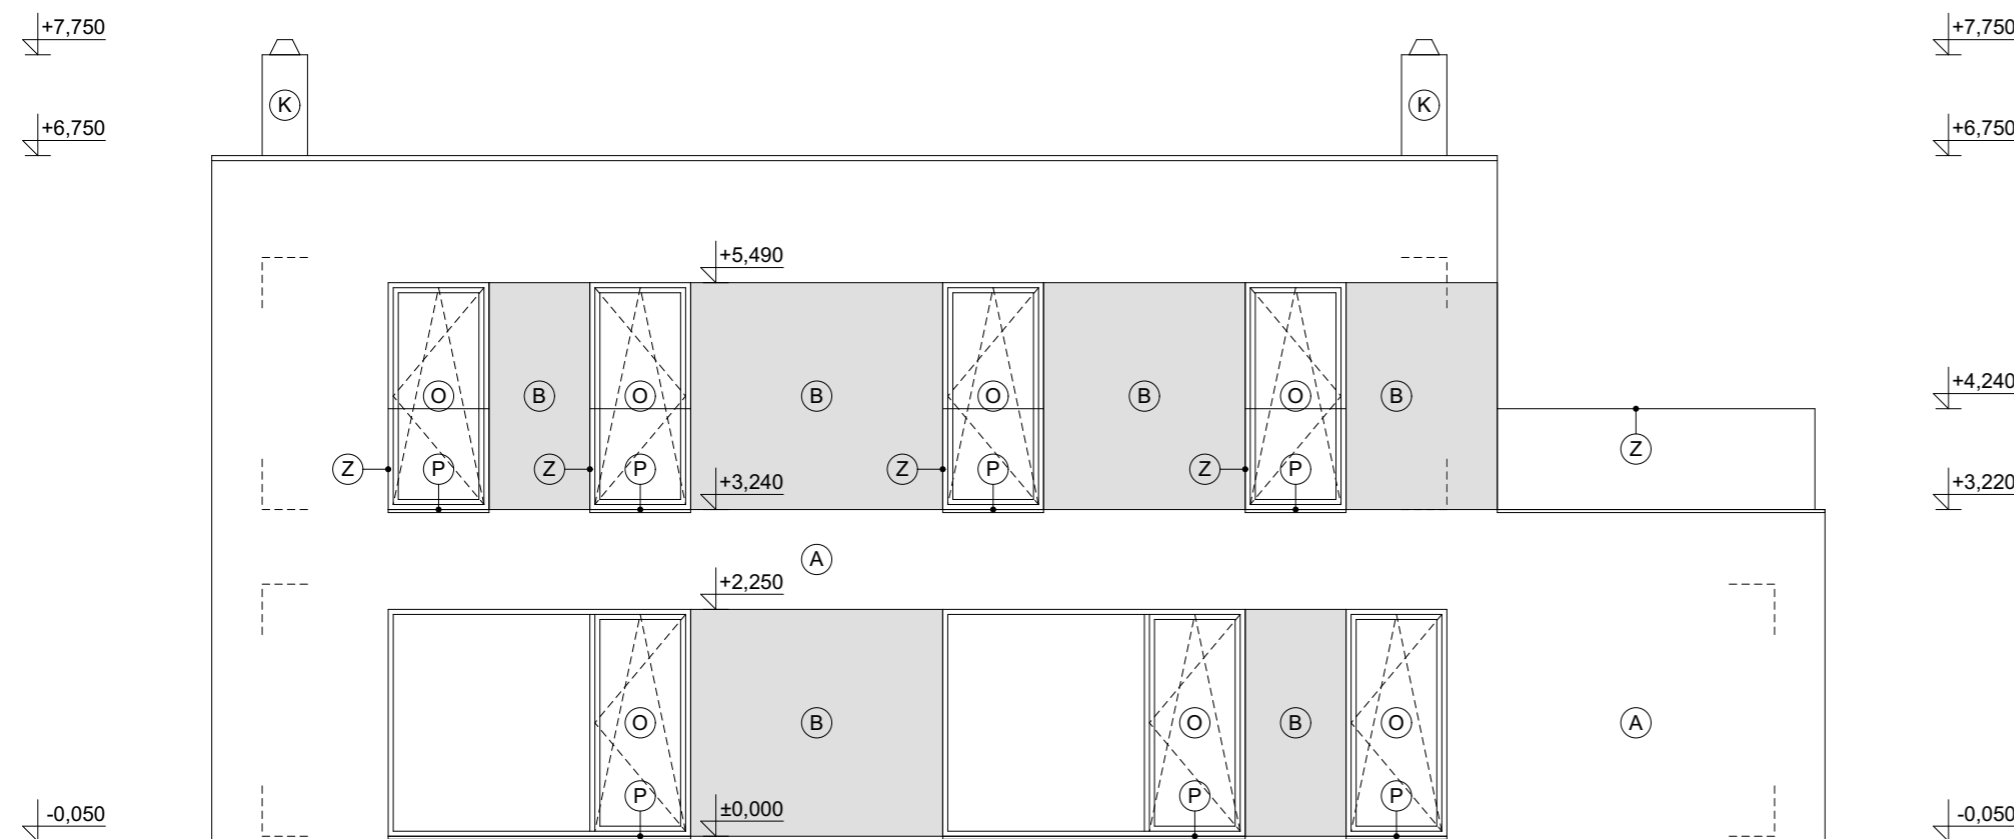 +7,750 +7,750
K K
+6,750 +6,750
+5,490
+4,240
O B O B O B O B
Z
Z P Z P Z P Z P
+3,240 +3,220
A
+2,250
O B O B O A
P P P
-0,050 ±0,000 -0,050